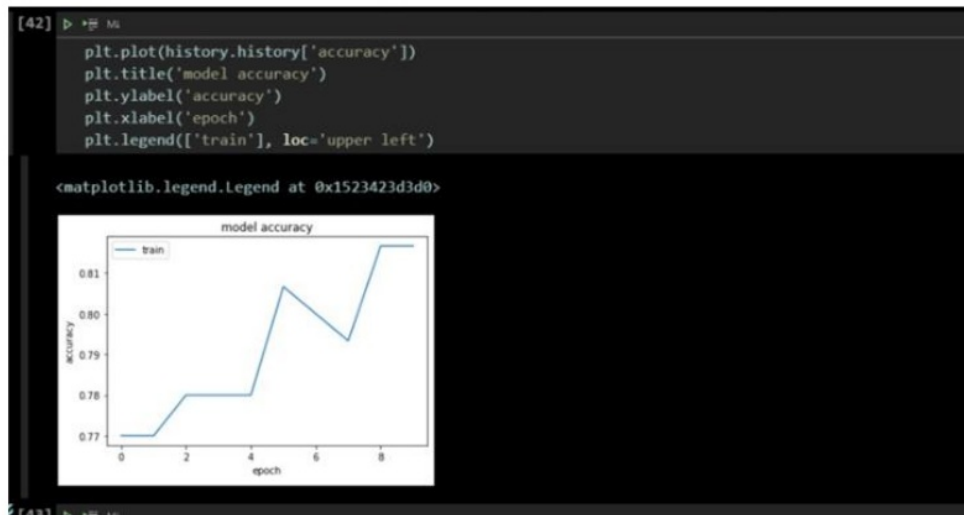 [42]
plt.plot(history.history['accuracy'])
plt.title('model accuracy')
plt.ylabel('accuracy')
plt.xlabel('epoch')
plt.legend(['train'], loc='upper left')
<matplotlib.legend.Legend at 0x1523423d3d0>
model accuracy
train
0.81
0.80
0.79
0.78
0.77
accuracy
0 2 4 6 8
epoch
[43]